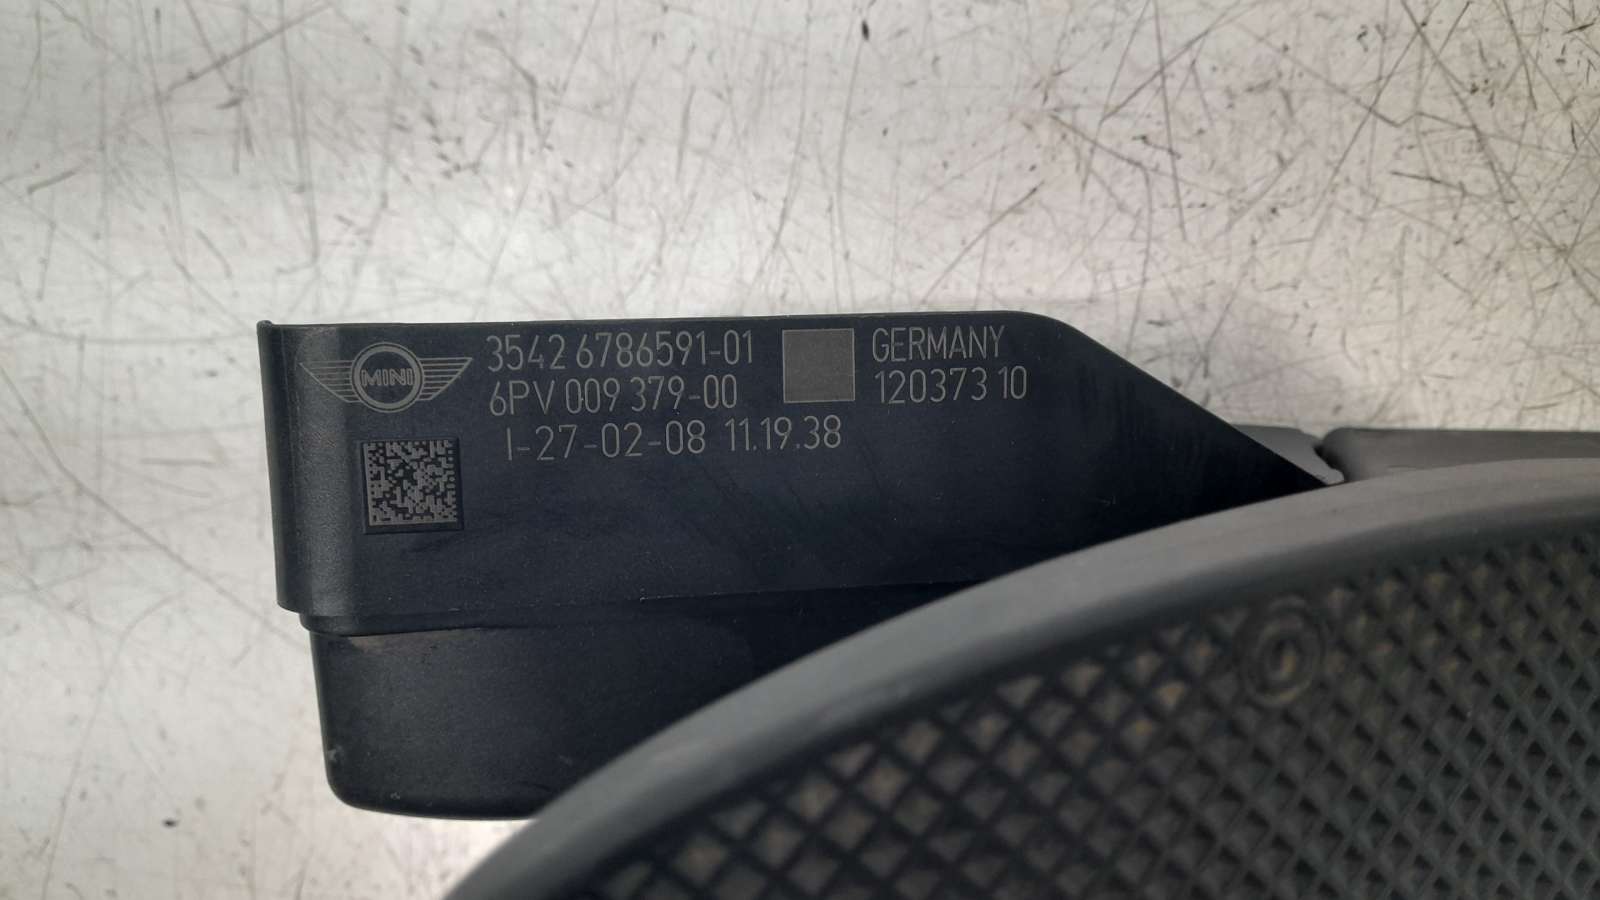 MINI
3542 6786591-01
6PV 009 379-00
I-27-02-08 11.19.38
GERMANY
120373 10